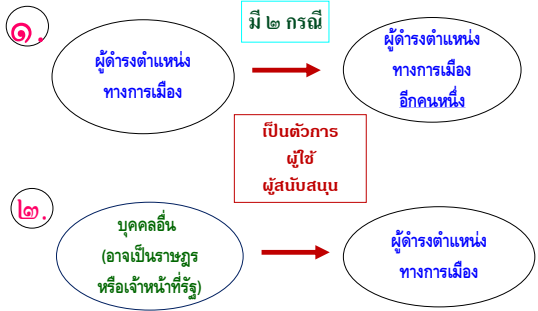 มี ๒ กรณี
๑.
ผู้ดำรงตำแหน่ง
ทางการเมือง
ผู้ดำรงตำแหน่ง
ทางการเมือง
อีกคนหนึ่ง
เป็นตัวการ
ผู้ใช้
ผู้สนับสนุน
๒.
บุคคลอื่น
(อาจเป็นราษฎร
หรือเจ้าหน้าที่รัฐ)
ผู้ดำรงตำแหน่ง
ทางการเมือง